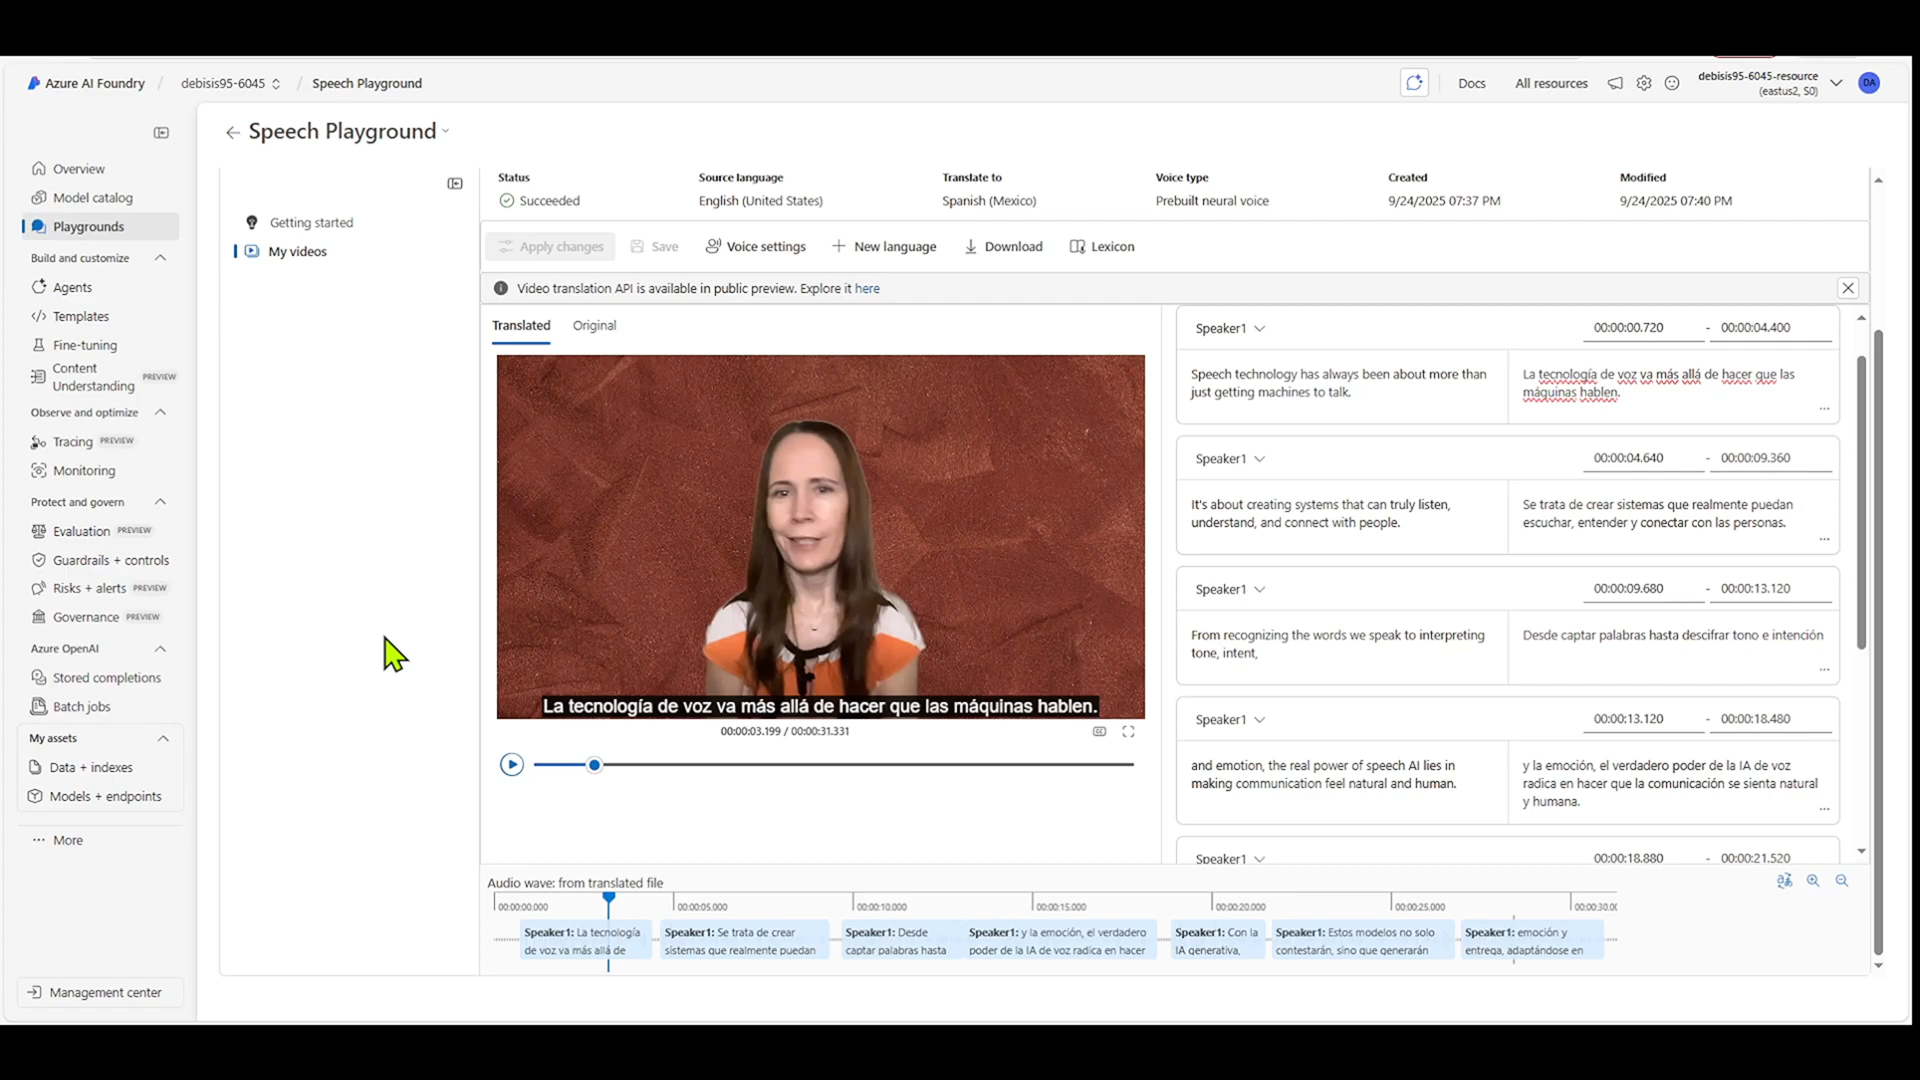 Azure AI Foundry / debisis95-6045 / Speech Playground
Docs
All resources
debisis95-6045-resource
(eastus2, S0)
DA
Speech Playground
Overview
Model catalog
Playgrounds
Build and customize
Agents
Templates
Fine-tuning
Content
Understanding PREVIEW
Observe and optimize
Tracing PREVIEW
Monitoring
Protect and govern
Evaluation PREVIEW
Guardrails + controls
Risks + alerts PREVIEW
Governance PREVIEW
Azure OpenAI
Stored completions
Batch jobs
My assets
Data + indexes
Models + endpoints
More
Management center
Getting started
My videos
Status
Succeeded
Source language
English (United States)
Translate to
Spanish (Mexico)
Voice type
Prebuilt neural voice
Created
9/24/2025 07:37 PM
Modified
9/24/2025 07:40 PM
Apply changes
Save
Voice settings
New language
Download
Lexicon
Video translation API is available in public preview. Explore it here
Translated
Original
La tecnología de voz va más allá de hacer que las máquinas hablen.
00:00:03.199 / 00:00:31.331
Speaker1
00:00:00.720 - 00:00:04.400
Speech technology has always been about more than
just getting machines to talk.
La tecnología de voz va más allá de hacer que las
máquinas hablen.
...
Speaker1
00:00:04.640 - 00:00:09.360
It's about creating systems that can truly listen,
understand, and connect with people.
Se trata de crear sistemas que realmente puedan
escuchar, entender y conectar con las personas.
...
Speaker1
00:00:09.680 - 00:00:13.120
From recognizing the words we speak to interpreting
tone, intent,
Desde captar palabras hasta descifrar tono e intención
...
Speaker1
00:00:13.120 - 00:00:18.480
and emotion, the real power of speech AI lies in
making communication feel natural and human.
y la emoción, el verdadero poder de la IA de voz
radica en hacer que la comunicación se sienta natural
y humana.
...
Speaker1
00:00:18.880 - 00:00:21.520
Audio wave: from translated file
00:00:00.000
00:00:05.000
00:00:10.000
00:00:15.000
00:00:20.000
00:00:25.000
00:00:30.0
Speaker1: La tecnología
de voz va más allá de
Speaker1: Se trata de crear
sistemas que realmente puedan
Speaker1: Desde
captar palabras hasta
Speaker1: y la emoción, el verdadero
poder de la IA de voz radica en hacer
Speaker1: Con la
IA generativa,
Speaker1: Estos modelos no solo
contestarán, sino que generarán
Speaker1: emoción y
entrega, adaptándose en